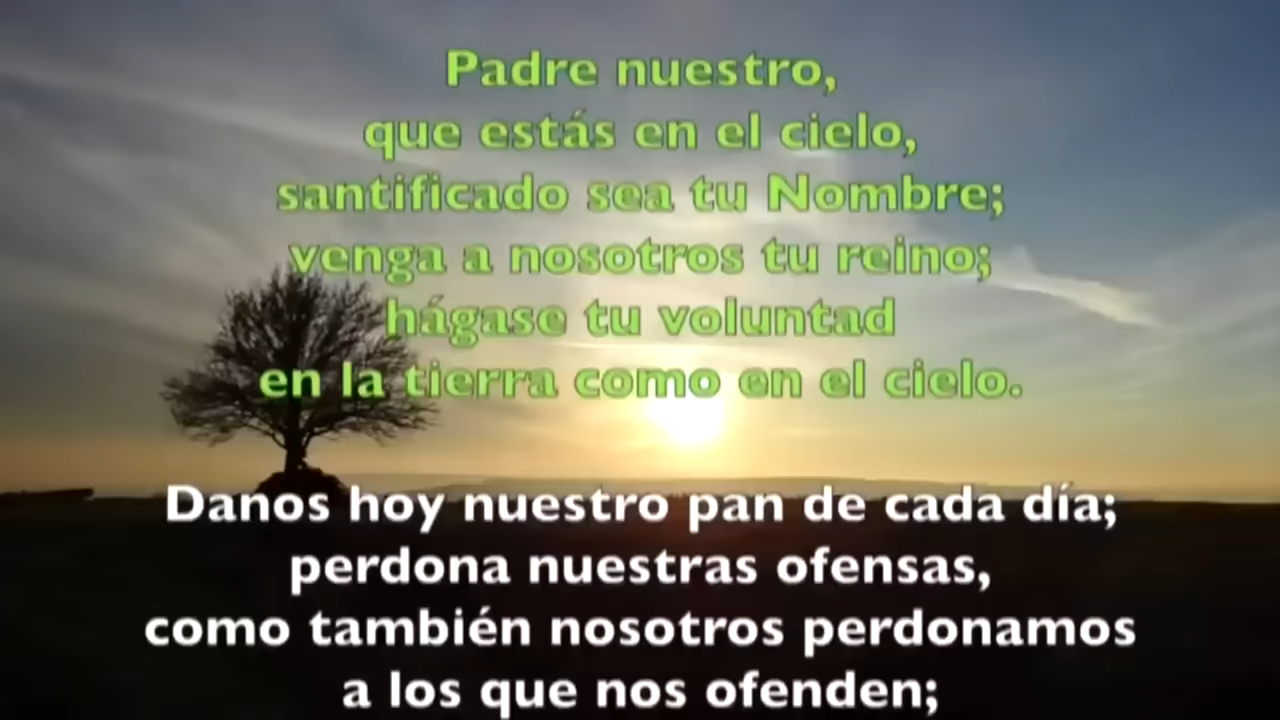 Padre nuestro,
que estás en el cielo,
santificado sea tu Nombre;
venga a nosotros tu reino;
hágase tu voluntad
en la tierra como en el cielo.
Danos hoy nuestro pan de cada día;
perdona nuestras ofensas,
como también nosotros perdonamos
a los que nos ofenden;